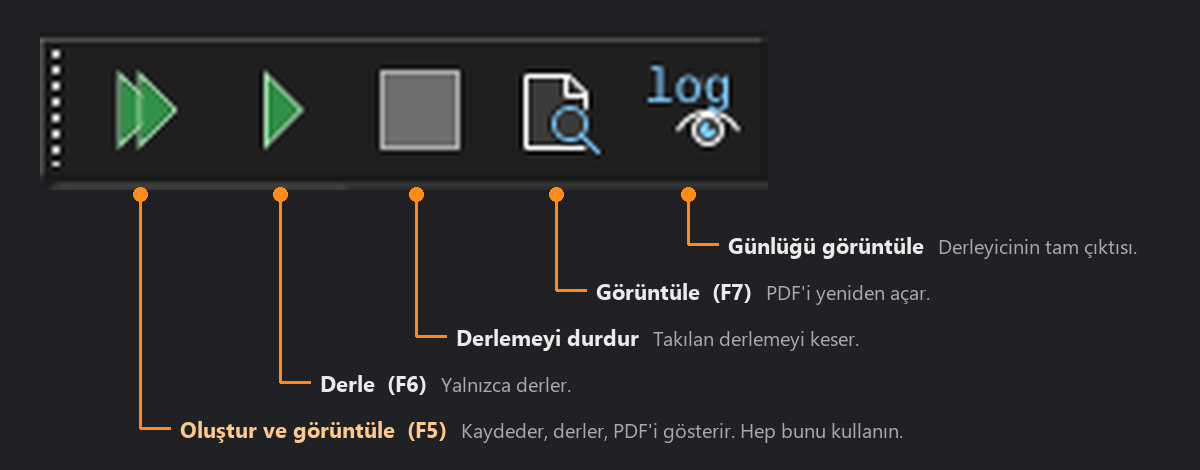 log
Günlüğü görüntüle Derleyicinin tam çıktısı.
Görüntüle (F7) PDF'i yeniden açar.
Derlemeyi durdur Takılan derlemeyi keser.
Derle (F6) Yalnızca derler.
Oluştur ve görüntüle (F5) Kaydeder, derler, PDF'i gösterir. Hep bunu kullanın.